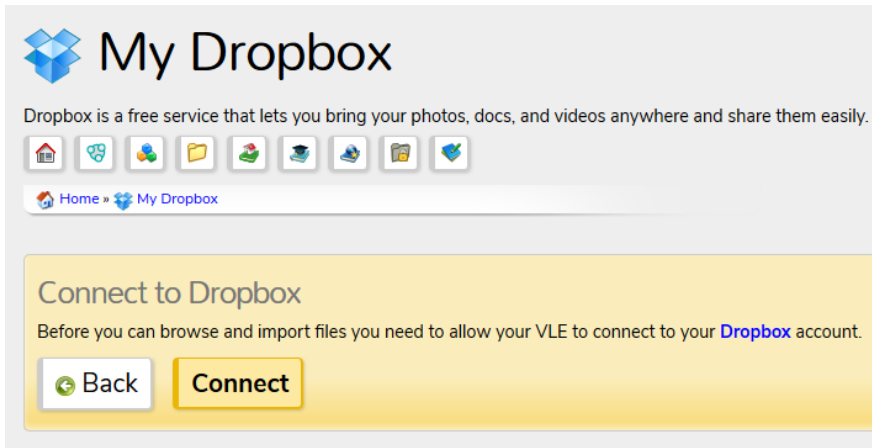 My Dropbox
Dropbox is a free service that lets you bring your photos, docs, and videos anywhere and share them easily.
Home » My Dropbox
Connect to Dropbox
Before you can browse and import files you need to allow your VLE to connect to your Dropbox account.
Back Connect